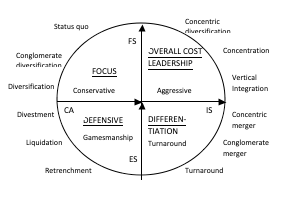 Status quo
Concentric
diversification
FS
OVERALL COST
LEADERSHIP
Concentration
Conglomerate
diversification
FOCUS
Vertical
Integration
Diversification
Conservative
Aggressive
CA
IS
Divestment
DEFENSIVE
DIFFEREN-
TIATION
Concentric
merger
Gamesmanship
Turnaround
Liquidation
Conglomerate
merger
ES
Retrenchment
Turnaround